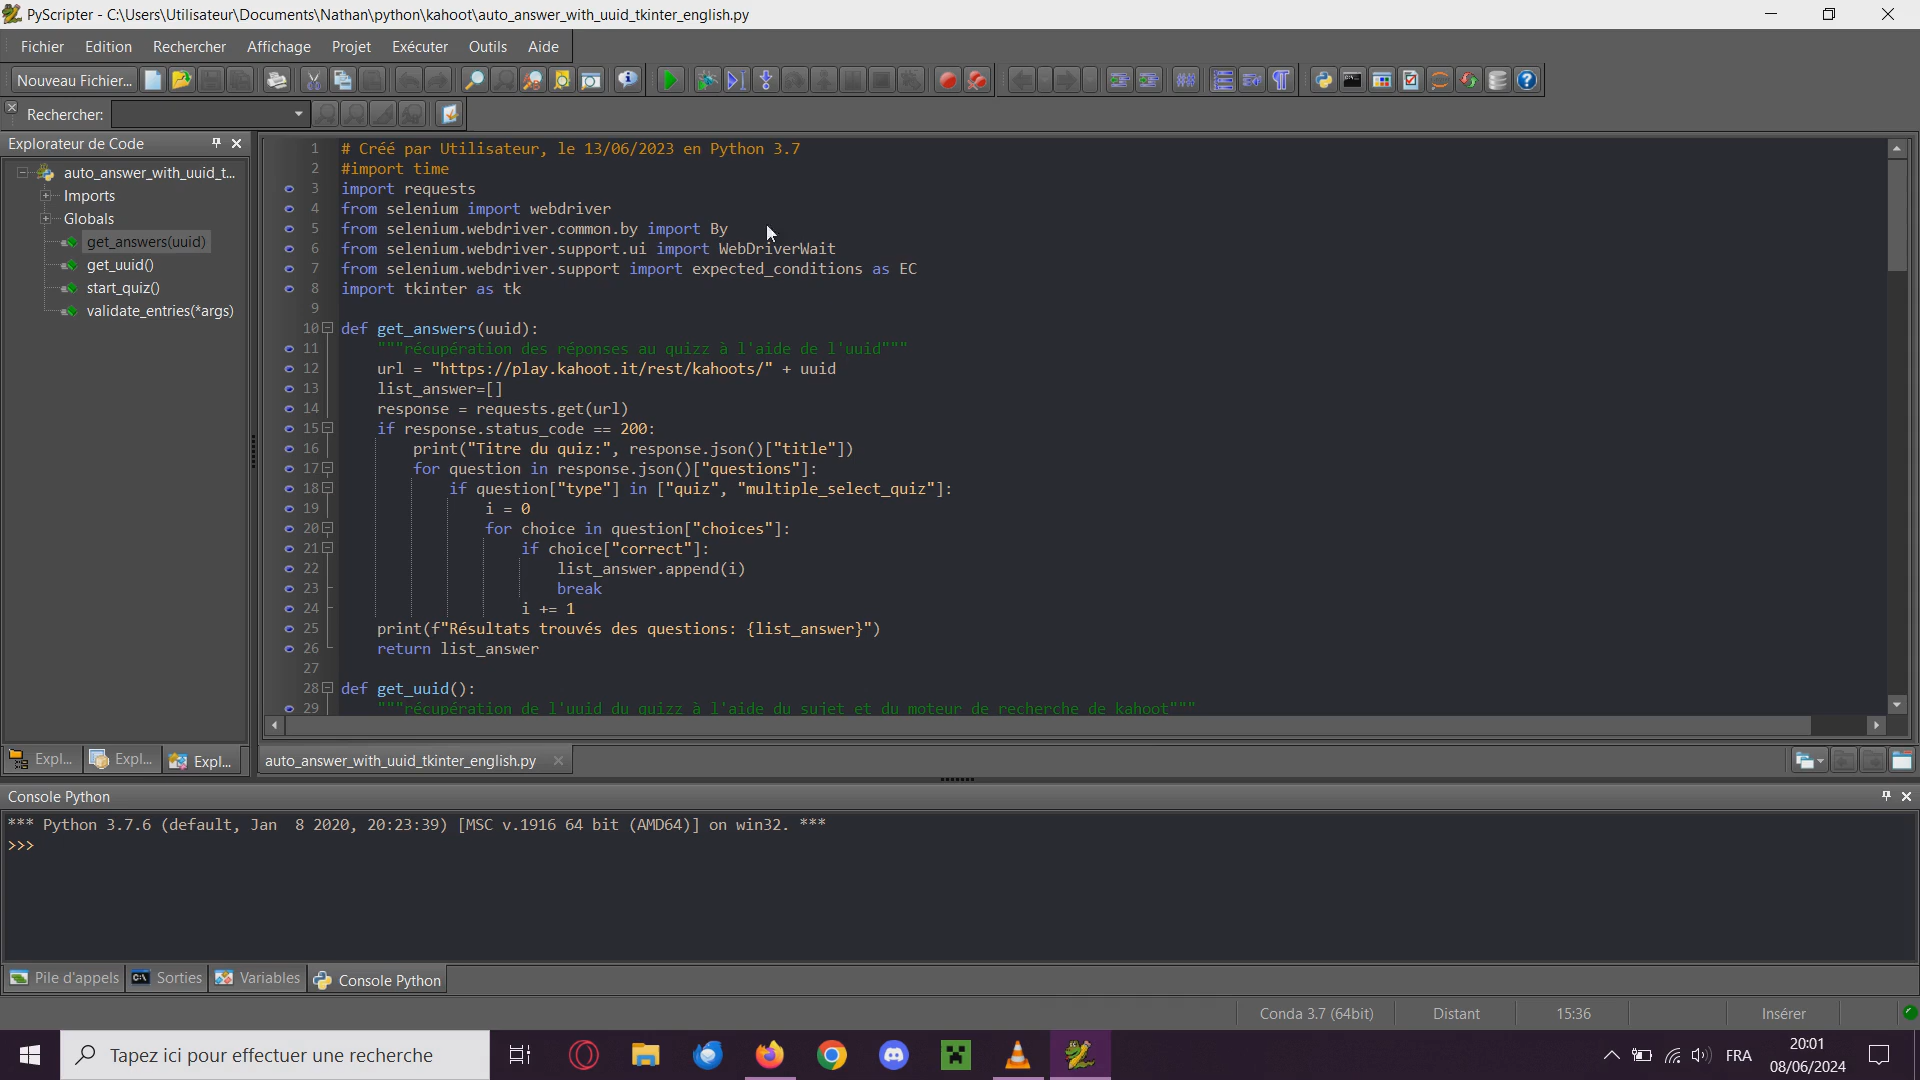 PyScripter - C:\Users\Utilisateur\Documents\Nathan\python\kahoot\auto_answer_with_uuid_tkinter_english.py
Fichier Edition Rechercher Affichage Projet Exécuter Outils Aide
Nouveau Fichier...
Rechercher:
Explorateur de Code
auto_answer_with_uuid_t...
Imports
Globals
get_answers(uuid)
get_uuid()
start_quiz()
validate_entries(*args)
Expl... Expl... Expl...
1 # Créé par Utilisateur, le 13/06/2023 en Python 3.7
2 #import time
3 import requests
4 from selenium import webdriver
5 from selenium.webdriver.common.by import By
6 from selenium.webdriver.support.ui import WebDriverWait
7 from selenium.webdriver.support import expected_conditions as EC
8 import tkinter as tk
9
10 def get_answers(uuid):
11 """récupération des réponses au quizz à l'aide de l'uuid"""
12 url = "https://play.kahoot.it/rest/kahoots/" + uuid
13 list_answer=[]
14 response = requests.get(url)
15 if response.status_code == 200:
16 print("Titre du quiz:", response.json()["title"])
17 for question in response.json()["questions"]:
18 if question["type"] in ["quiz", "multiple_select_quiz"]:
19 i = 0
20 for choice in question["choices"]:
21 if choice["correct"]:
22 list_answer.append(i)
23 break
24 i += 1
25 print(f"Résultats trouvés des questions: {list_answer}")
26 return list_answer
27
28 def get_uuid():
29 """récupération de l'uuid du quizz à l'aide du sujet et du moteur de recherche de kahoot"""
auto_answer_with_uuid_tkinter_english.py
Console Python
*** Python 3.7.6 (default, Jan  8 2020, 20:23:39) [MSC v.1916 64 bit (AMD64)] on win32. ***
>>>
Pile d'appels Sorties Variables Console Python
Conda 3.7 (64bit) Distant 15:36 Insérer
Tapez ici pour effectuer une recherche
FRA
20:01
08/06/2024